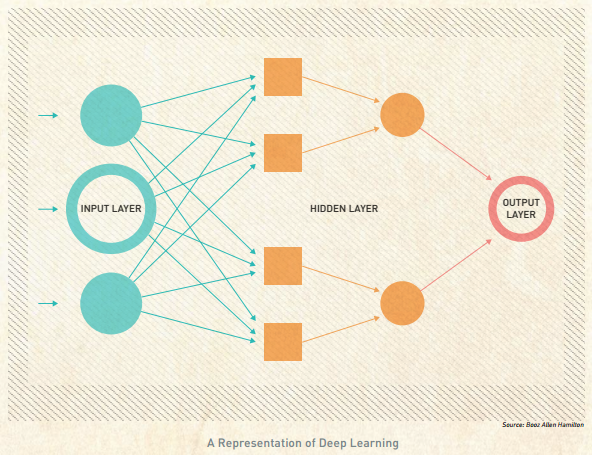 INPUT LAYER
HIDDEN LAYER
OUTPUT
LAYER
Source: Booz Allen Hamilton
A Representation of Deep Learning